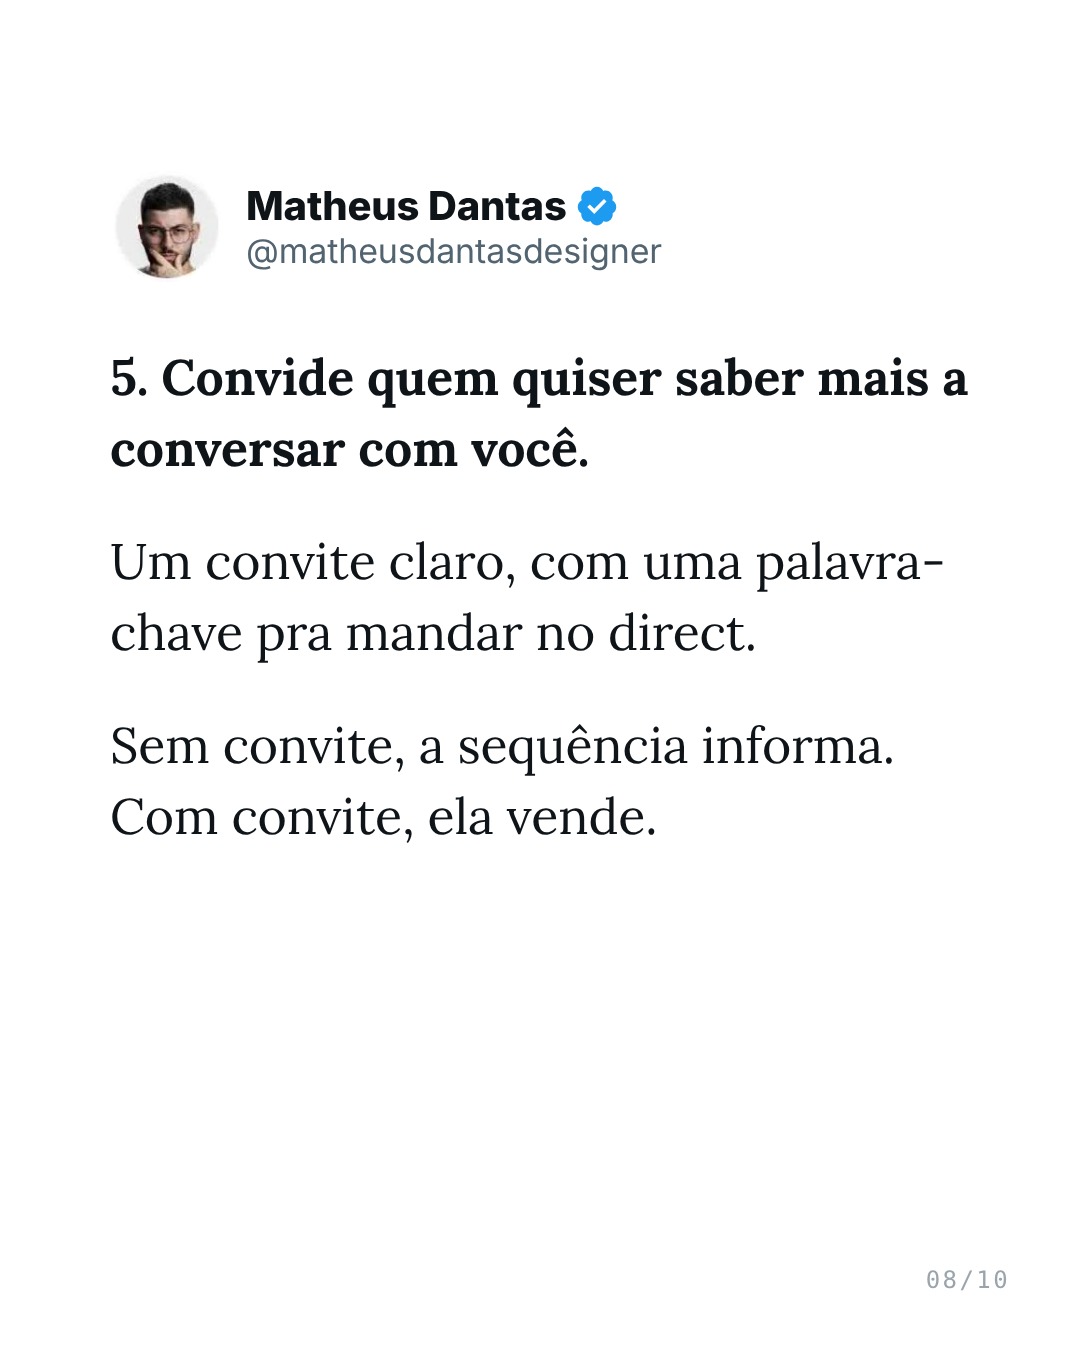 Matheus Dantas
@matheusdantasdesigner
5. Convide quem quiser saber mais a
conversar com você.
Um convite claro, com uma palavra-
chave pra mandar no direct.
Sem convite, a sequência informa.
Com convite, ela vende.
08/10